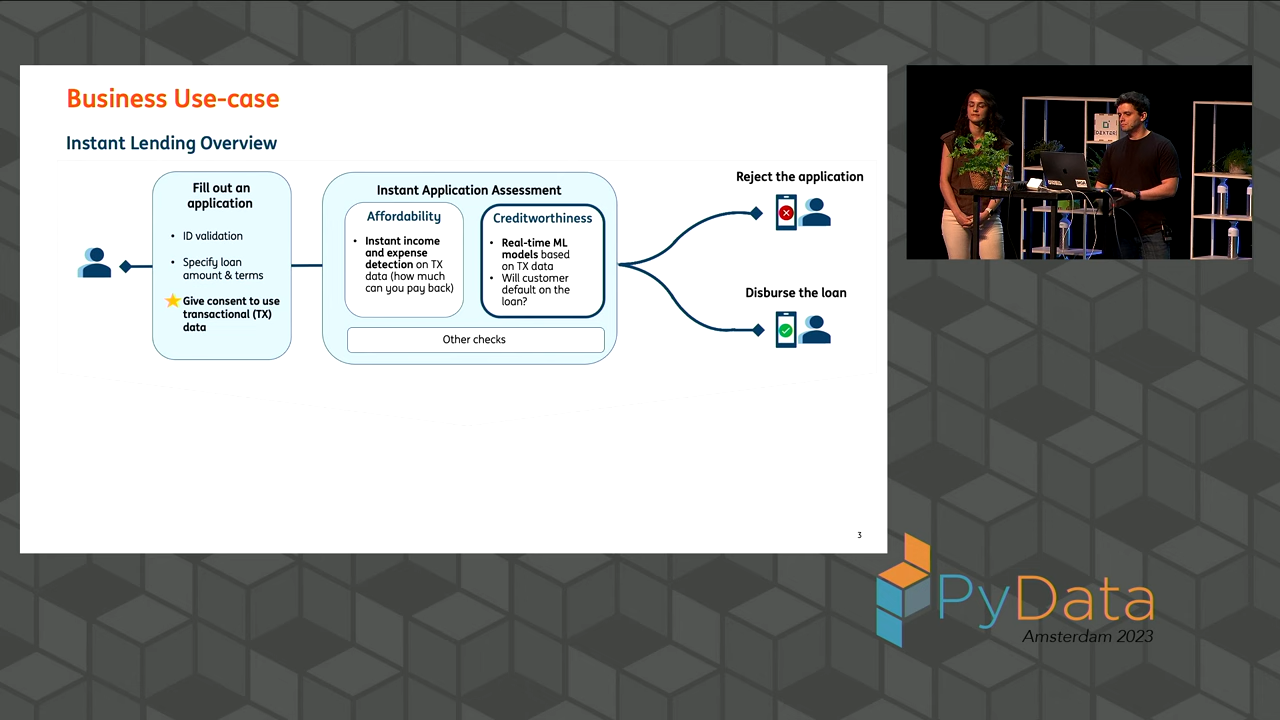 Business Use-case
Instant Lending Overview
Fill out an
application
• ID validation
• Specify loan
amount & terms
Give consent to use
transactional (TX)
data
Instant Application Assessment
Affordability
• Instant income
and expense
detection on TX
data (how much
can you pay back)
Creditworthiness
• Real-time ML
models based
on TX data
• Will customer
default on the
loan?
Other checks
Reject the application
Disburse the loan
3
DEXTER
PyData
Amsterdam 2023